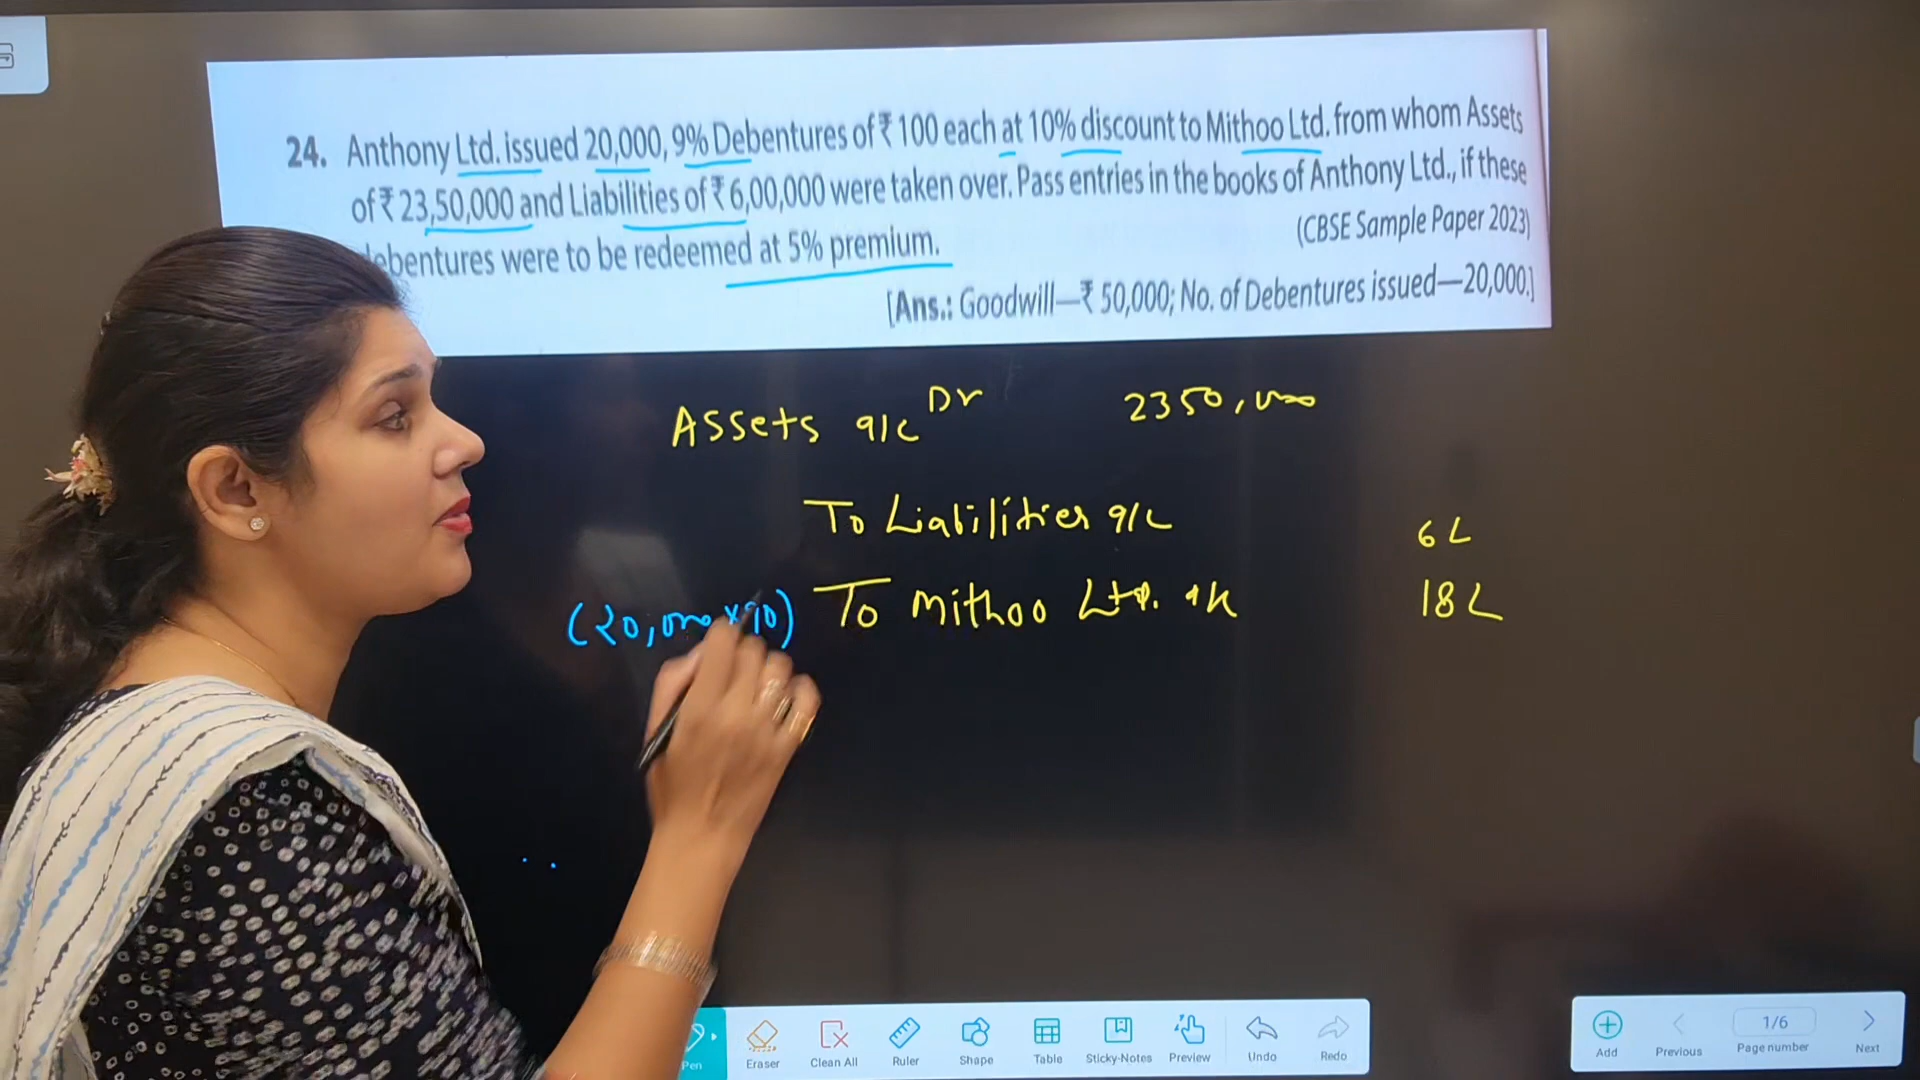 24. Anthony Ltd. issued 20,000, 9% Debentures of ₹ 100 each at 10% discount to Mithoo Ltd. from whom Assets
of ₹ 23,50,000 and Liabilities of ₹ 6,00,000 were taken over. Pass entries in the books of Anthony Ltd., if these
debentures were to be redeemed at 5% premium.
(CBSE Sample Paper 2023)
[Ans.: Goodwill—₹ 50,000; No. of Debentures issued—20,000.]
Assets a/c Dr 2350,000
To Liabilities a/c 6 L
(20,000 x 90) To Mithoo Ltd. a/c 18 L
Pen Eraser Clean All Ruler Shape Table Sticky-Notes Preview Undo Redo
Add Previous 1/6 Page number Next